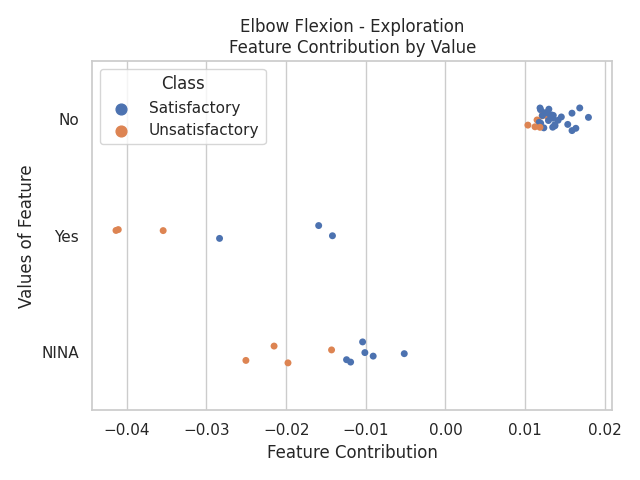 Elbow Flexion - Exploration
Feature Contribution by Value
Class
Satisfactory
Unsatisfactory
No
Yes
NINA
Values of Feature
−0.04 −0.03 −0.02 −0.01 0.00 0.01 0.02
Feature Contribution